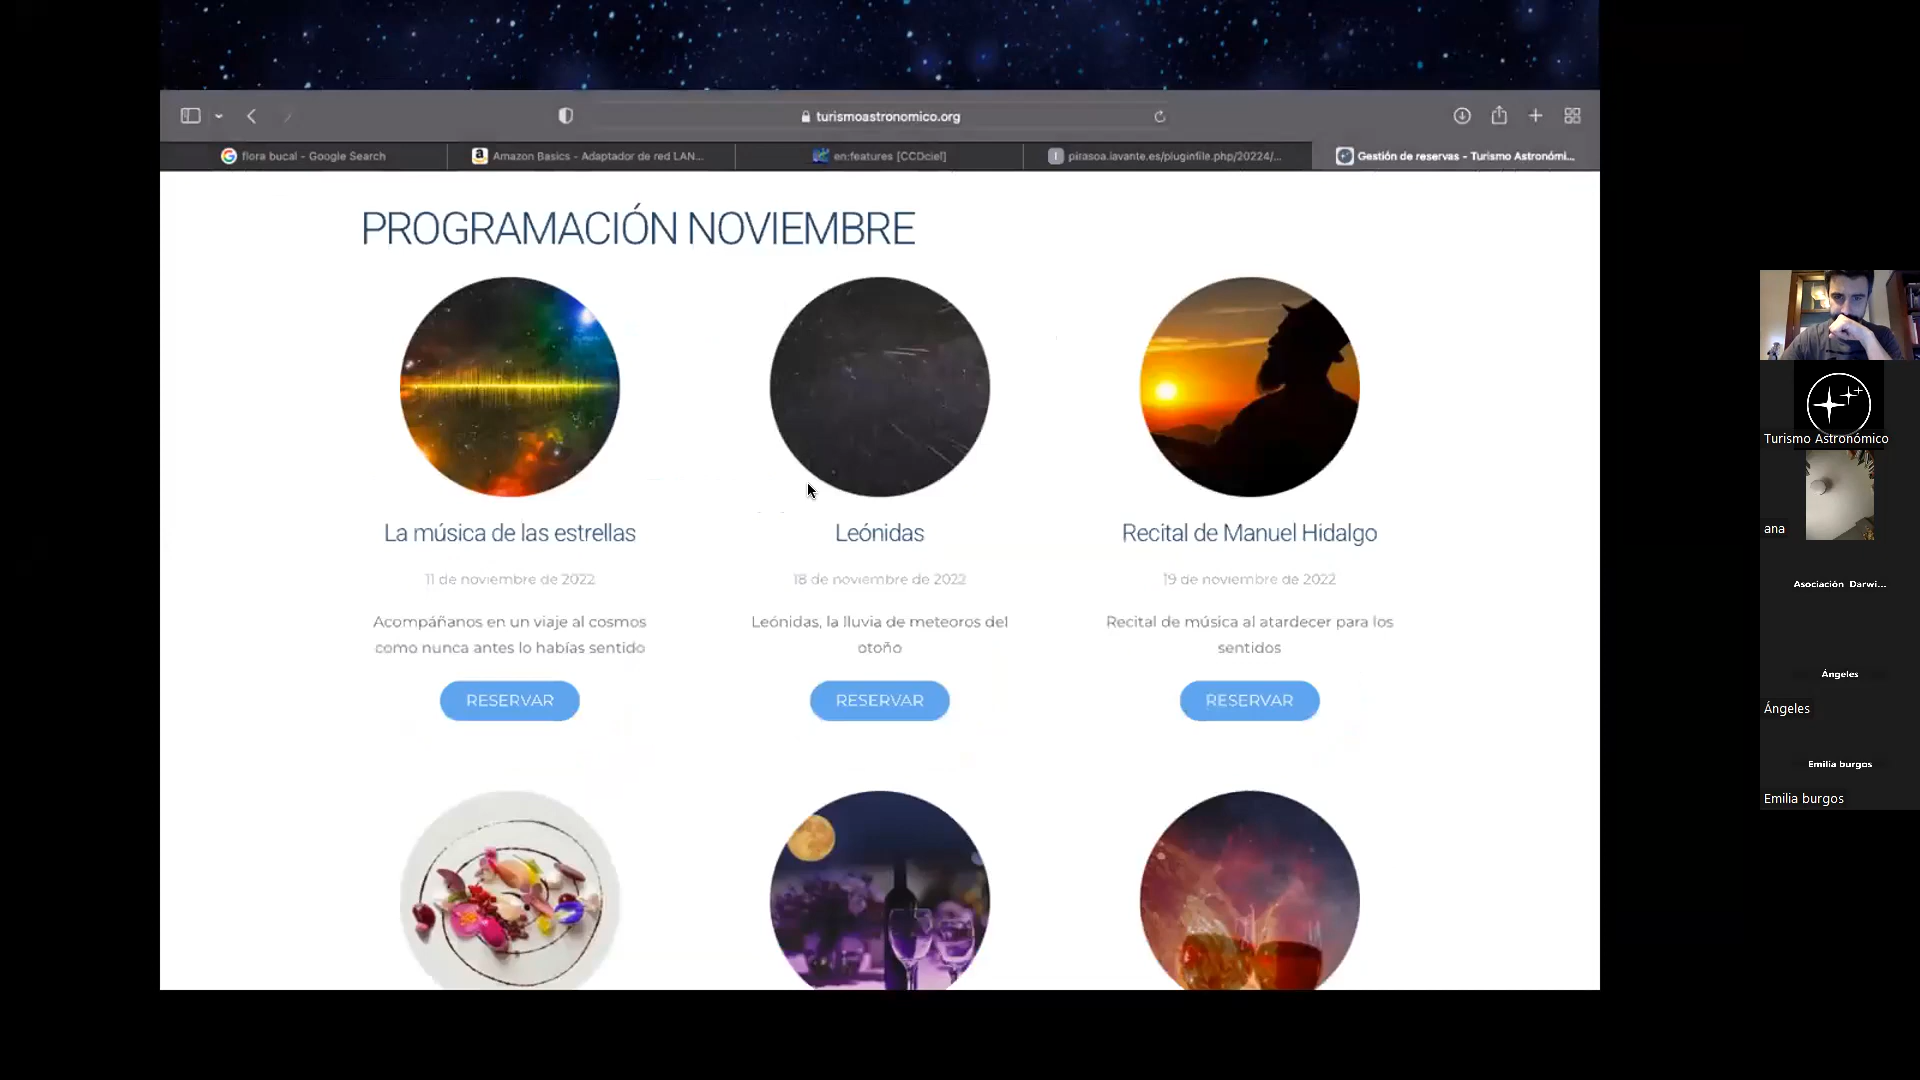 turismoastronomico.org
flora bucal - Google Search
Amazon Basics - Adaptador de red LAN...
en:features [CCDciel]
pirasoa.iavante.es/pluginfile.php/20224/...
Gestión de reservas - Turismo Astronómi...
PROGRAMACIÓN NOVIEMBRE
La música de las estrellas
11 de noviembre de 2022
Acompáñanos en un viaje al cosmos
como nunca antes lo habías sentido
RESERVAR
Leónidas
18 de noviembre de 2022
Leónidas, la lluvia de meteoros del
otoño
RESERVAR
Recital de Manuel Hidalgo
19 de noviembre de 2022
Recital de música al atardecer para los
sentidos
RESERVAR
Turismo Astronómico
ana
Asociación Darwi...
Ángeles
Ángeles
Emilia burgos
Emilia burgos